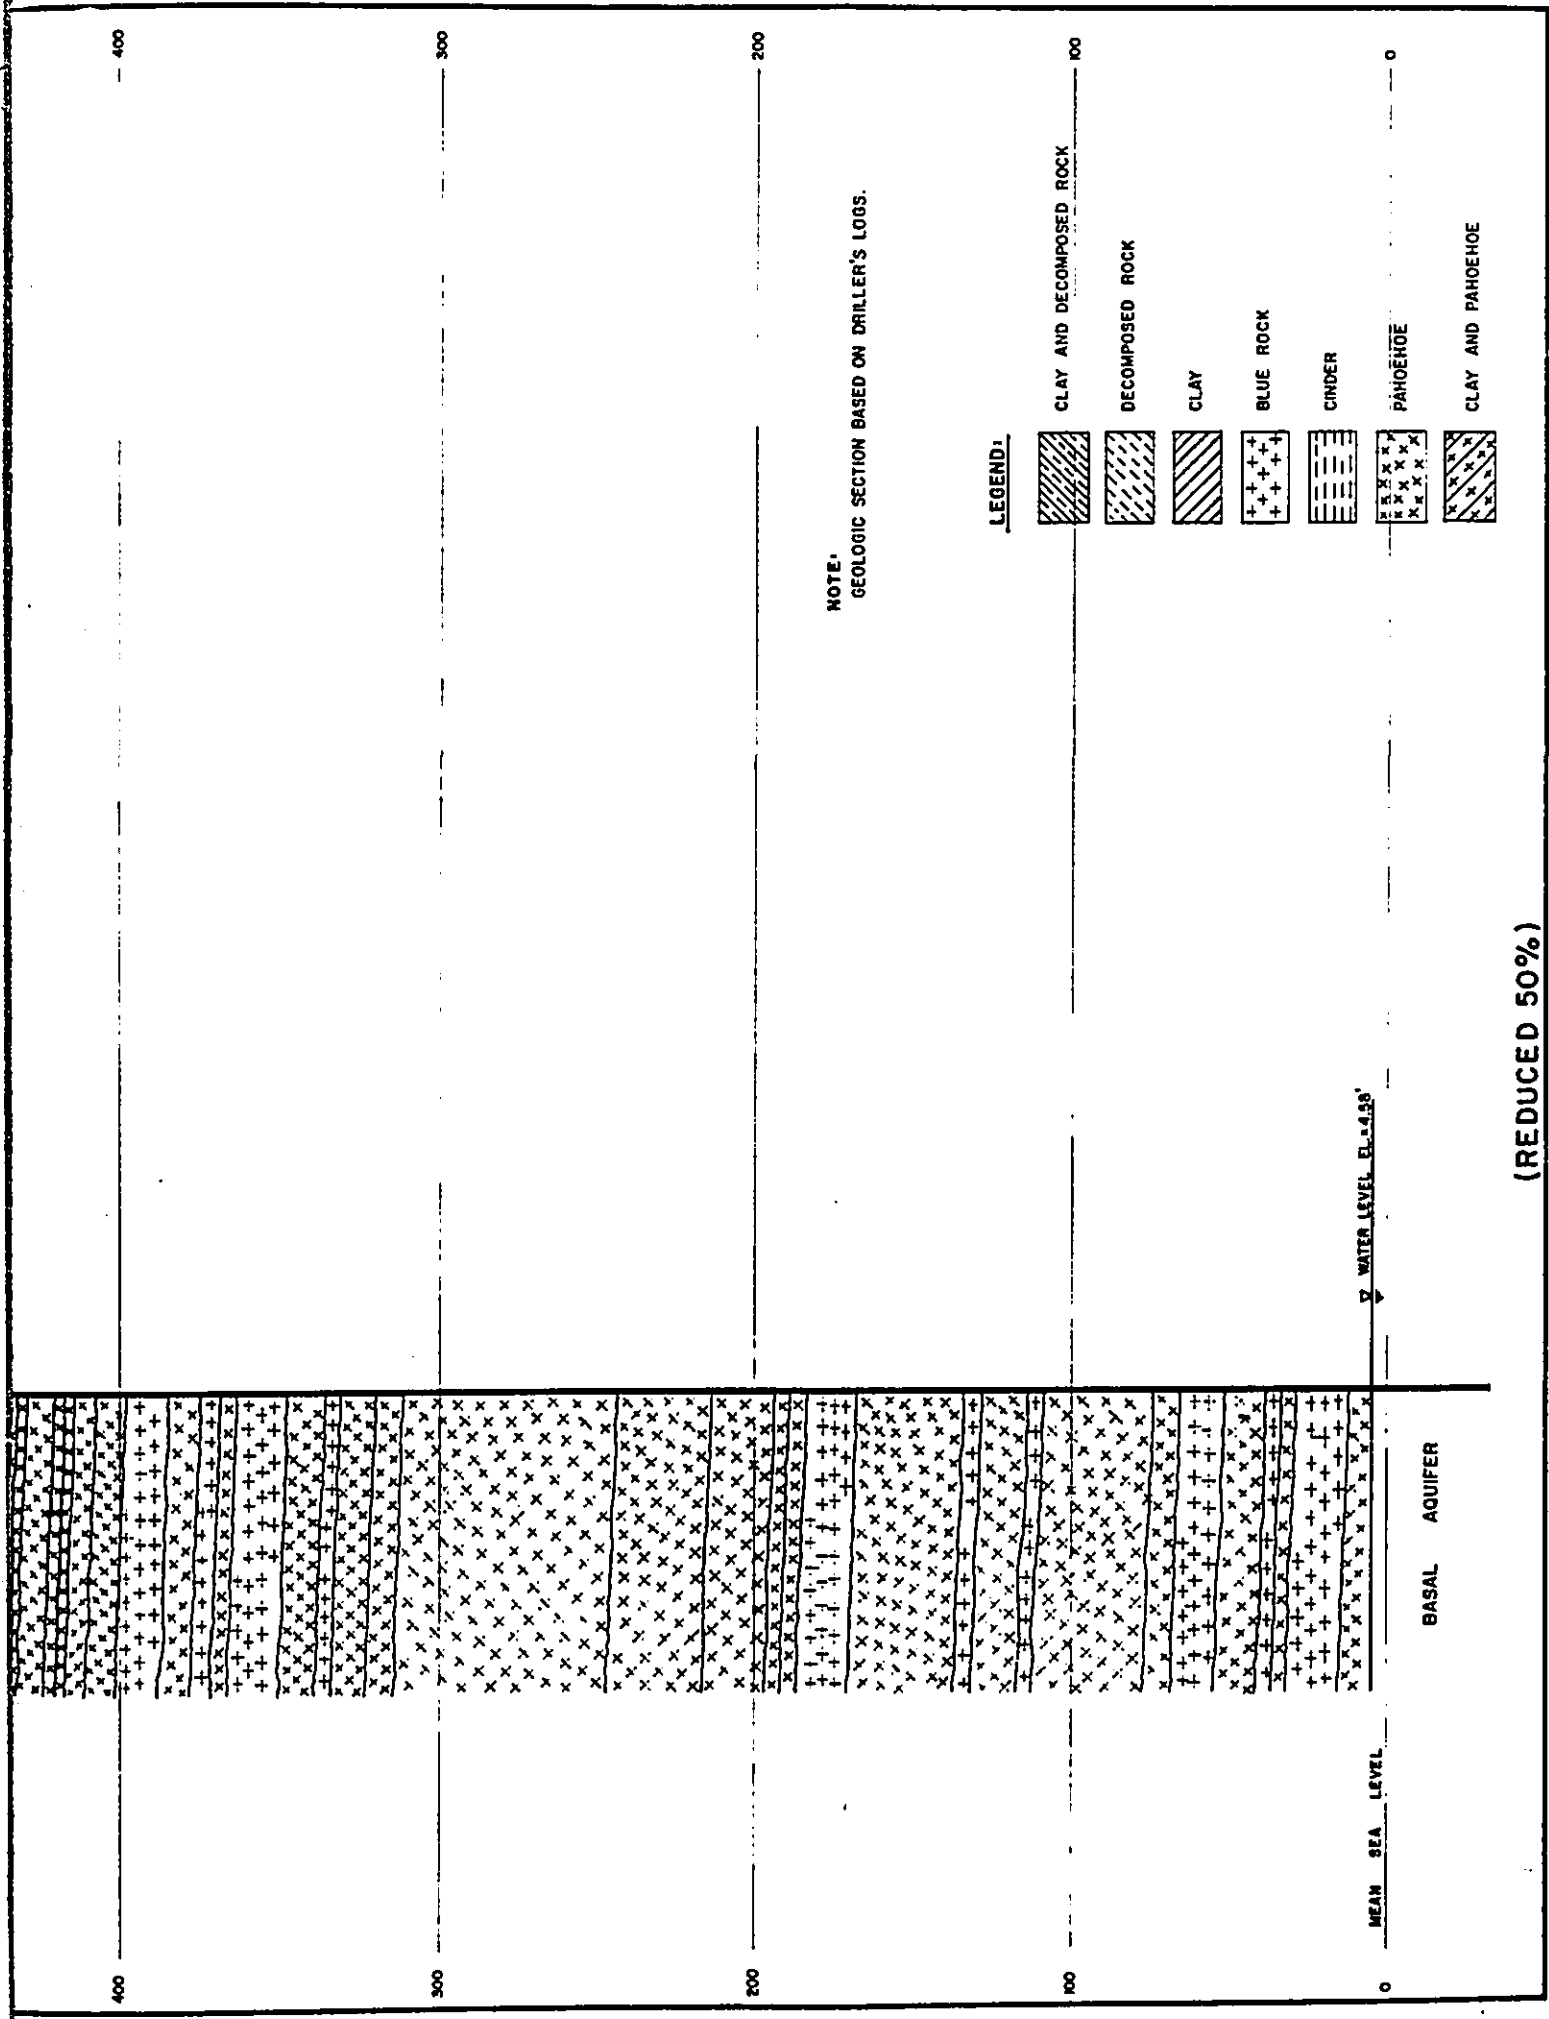 400
400
300
300
200
200
NOTE:
GEOLOGIC SECTION BASED ON DRILLER'S LOGS.
LEGEND:
100
100
CLAY AND DECOMPOSED ROCK
DECOMPOSED ROCK
CLAY
BLUE ROCK
CINDER
PAHOEHOE
CLAY AND PAHOEHOE
WATER LEVEL EL.=4.58'
MEAN SEA LEVEL
0
0
BASAL AQUIFER
(REDUCED 50%)